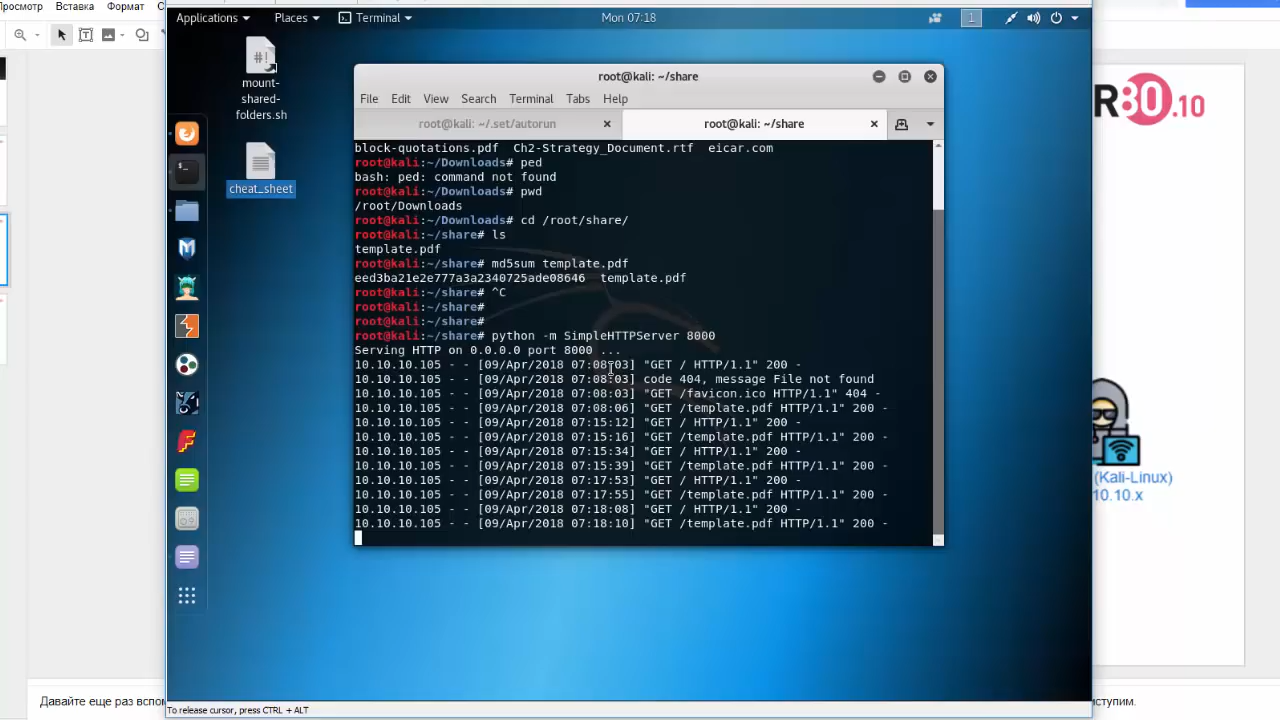 росмотр Вставка Формат С
Applications Places Terminal Mon 07:18 1
#!
mount-
shared-
folders.sh
cheat_sheet
root@kali: ~/share
File Edit View Search Terminal Tabs Help
root@kali: ~/.set/autorun root@kali: ~/share
block-quotations.pdf Ch2-Strategy_Document.rtf eicar.com
root@kali:~/Downloads# ped
bash: ped: command not found
root@kali:~/Downloads# pwd
/root/Downloads
root@kali:~/Downloads# cd /root/share/
root@kali:~/share# ls
template.pdf
root@kali:~/share# md5sum template.pdf
eed3ba21e2e777a3a2340725ade08646 template.pdf
root@kali:~/share# ^C
root@kali:~/share#
root@kali:~/share#
root@kali:~/share# python -m SimpleHTTPServer 8000
Serving HTTP on 0.0.0.0 port 8000 ...
10.10.10.105 - - [09/Apr/2018 07:08:03] "GET / HTTP/1.1" 200 -
10.10.10.105 - - [09/Apr/2018 07:08:03] code 404, message File not found
10.10.10.105 - - [09/Apr/2018 07:08:03] "GET /favicon.ico HTTP/1.1" 404 -
10.10.10.105 - - [09/Apr/2018 07:08:06] "GET /template.pdf HTTP/1.1" 200 -
10.10.10.105 - - [09/Apr/2018 07:15:12] "GET / HTTP/1.1" 200 -
10.10.10.105 - - [09/Apr/2018 07:15:16] "GET /template.pdf HTTP/1.1" 200 -
10.10.10.105 - - [09/Apr/2018 07:15:34] "GET / HTTP/1.1" 200 -
10.10.10.105 - - [09/Apr/2018 07:15:39] "GET /template.pdf HTTP/1.1" 200 -
10.10.10.105 - - [09/Apr/2018 07:17:53] "GET / HTTP/1.1" 200 -
10.10.10.105 - - [09/Apr/2018 07:17:55] "GET /template.pdf HTTP/1.1" 200 -
10.10.10.105 - - [09/Apr/2018 07:18:08] "GET / HTTP/1.1" 200 -
10.10.10.105 - - [09/Apr/2018 07:18:10] "GET /template.pdf HTTP/1.1" 200 -
R80.10
(Kali-Linux)
10.10.x
Давайте еще раз вспом
иступим.
To release cursor, press CTRL + ALT